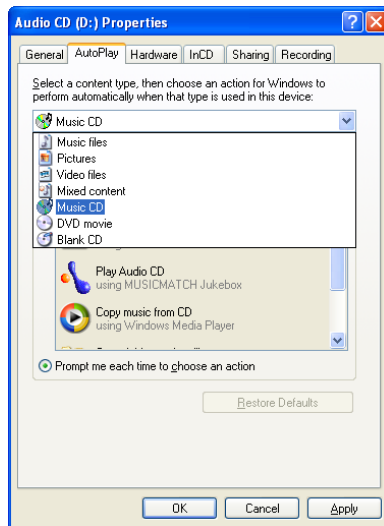 Audio CD (D:) Properties
General AutoPlay Hardware InCD Sharing Recording
Select a content type, then choose an action for Windows to
perform automatically when that type is used in this device:
Music CD
Music files
Pictures
Video files
Mixed content
Music CD
DVD movie
Blank CD
Play Audio CD
using MUSICMATCH Jukebox
Copy music from CD
using Windows Media Player
Prompt me each time to choose an action
Restore Defaults
OK Cancel Apply